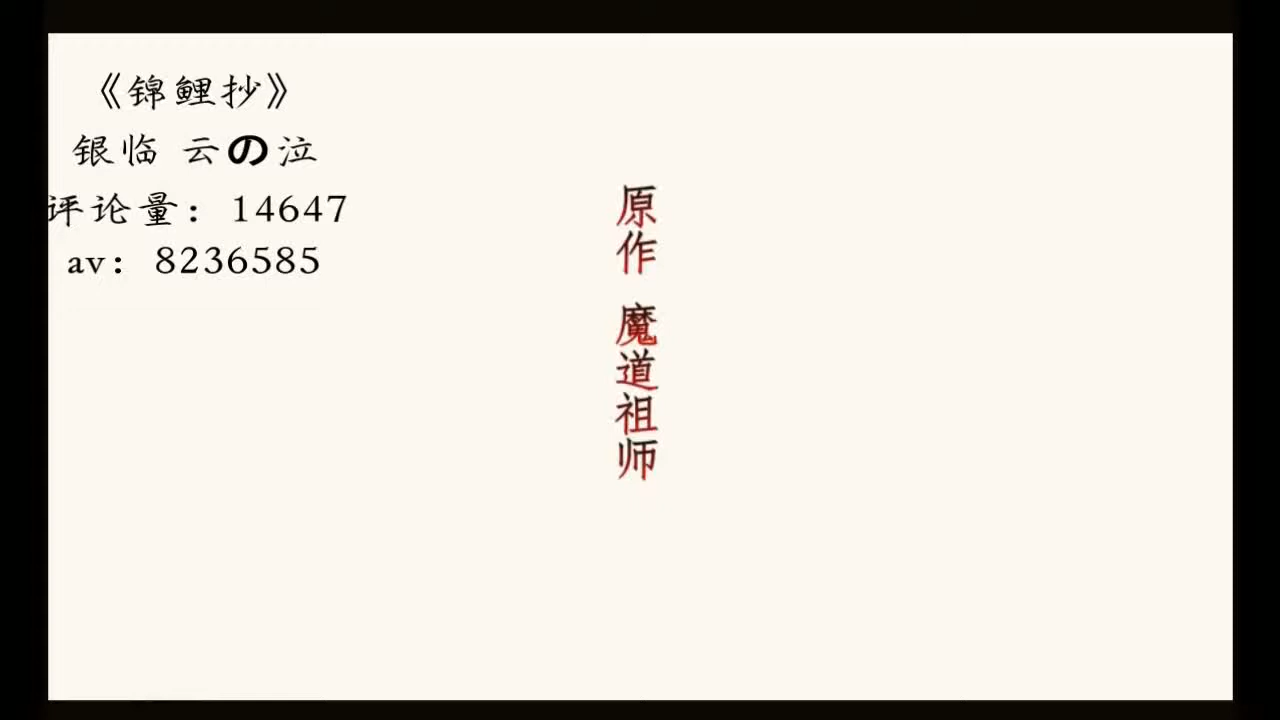 《锦鲤抄》
银临 云の泣
评论量：14647
av：8236585
原作 魔道祖师